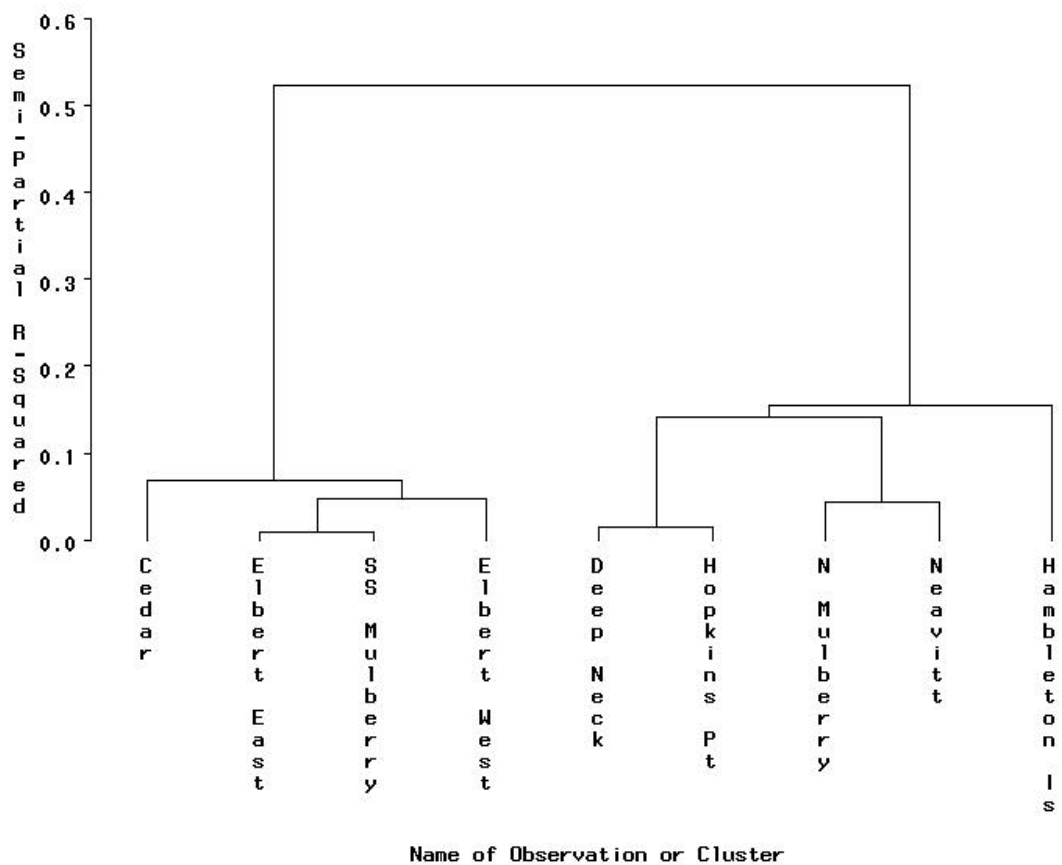 Semi-Partial R-Squared
0.6
0.5
0.4
0.3
0.2
0.1
0.0
Cedar
Elbert East
SS Mulberry
Elbert West
Deep Neck
Hopkins Pt
N Mulberry
Neavitt
Hambleton Is
Name of Observation or Cluster